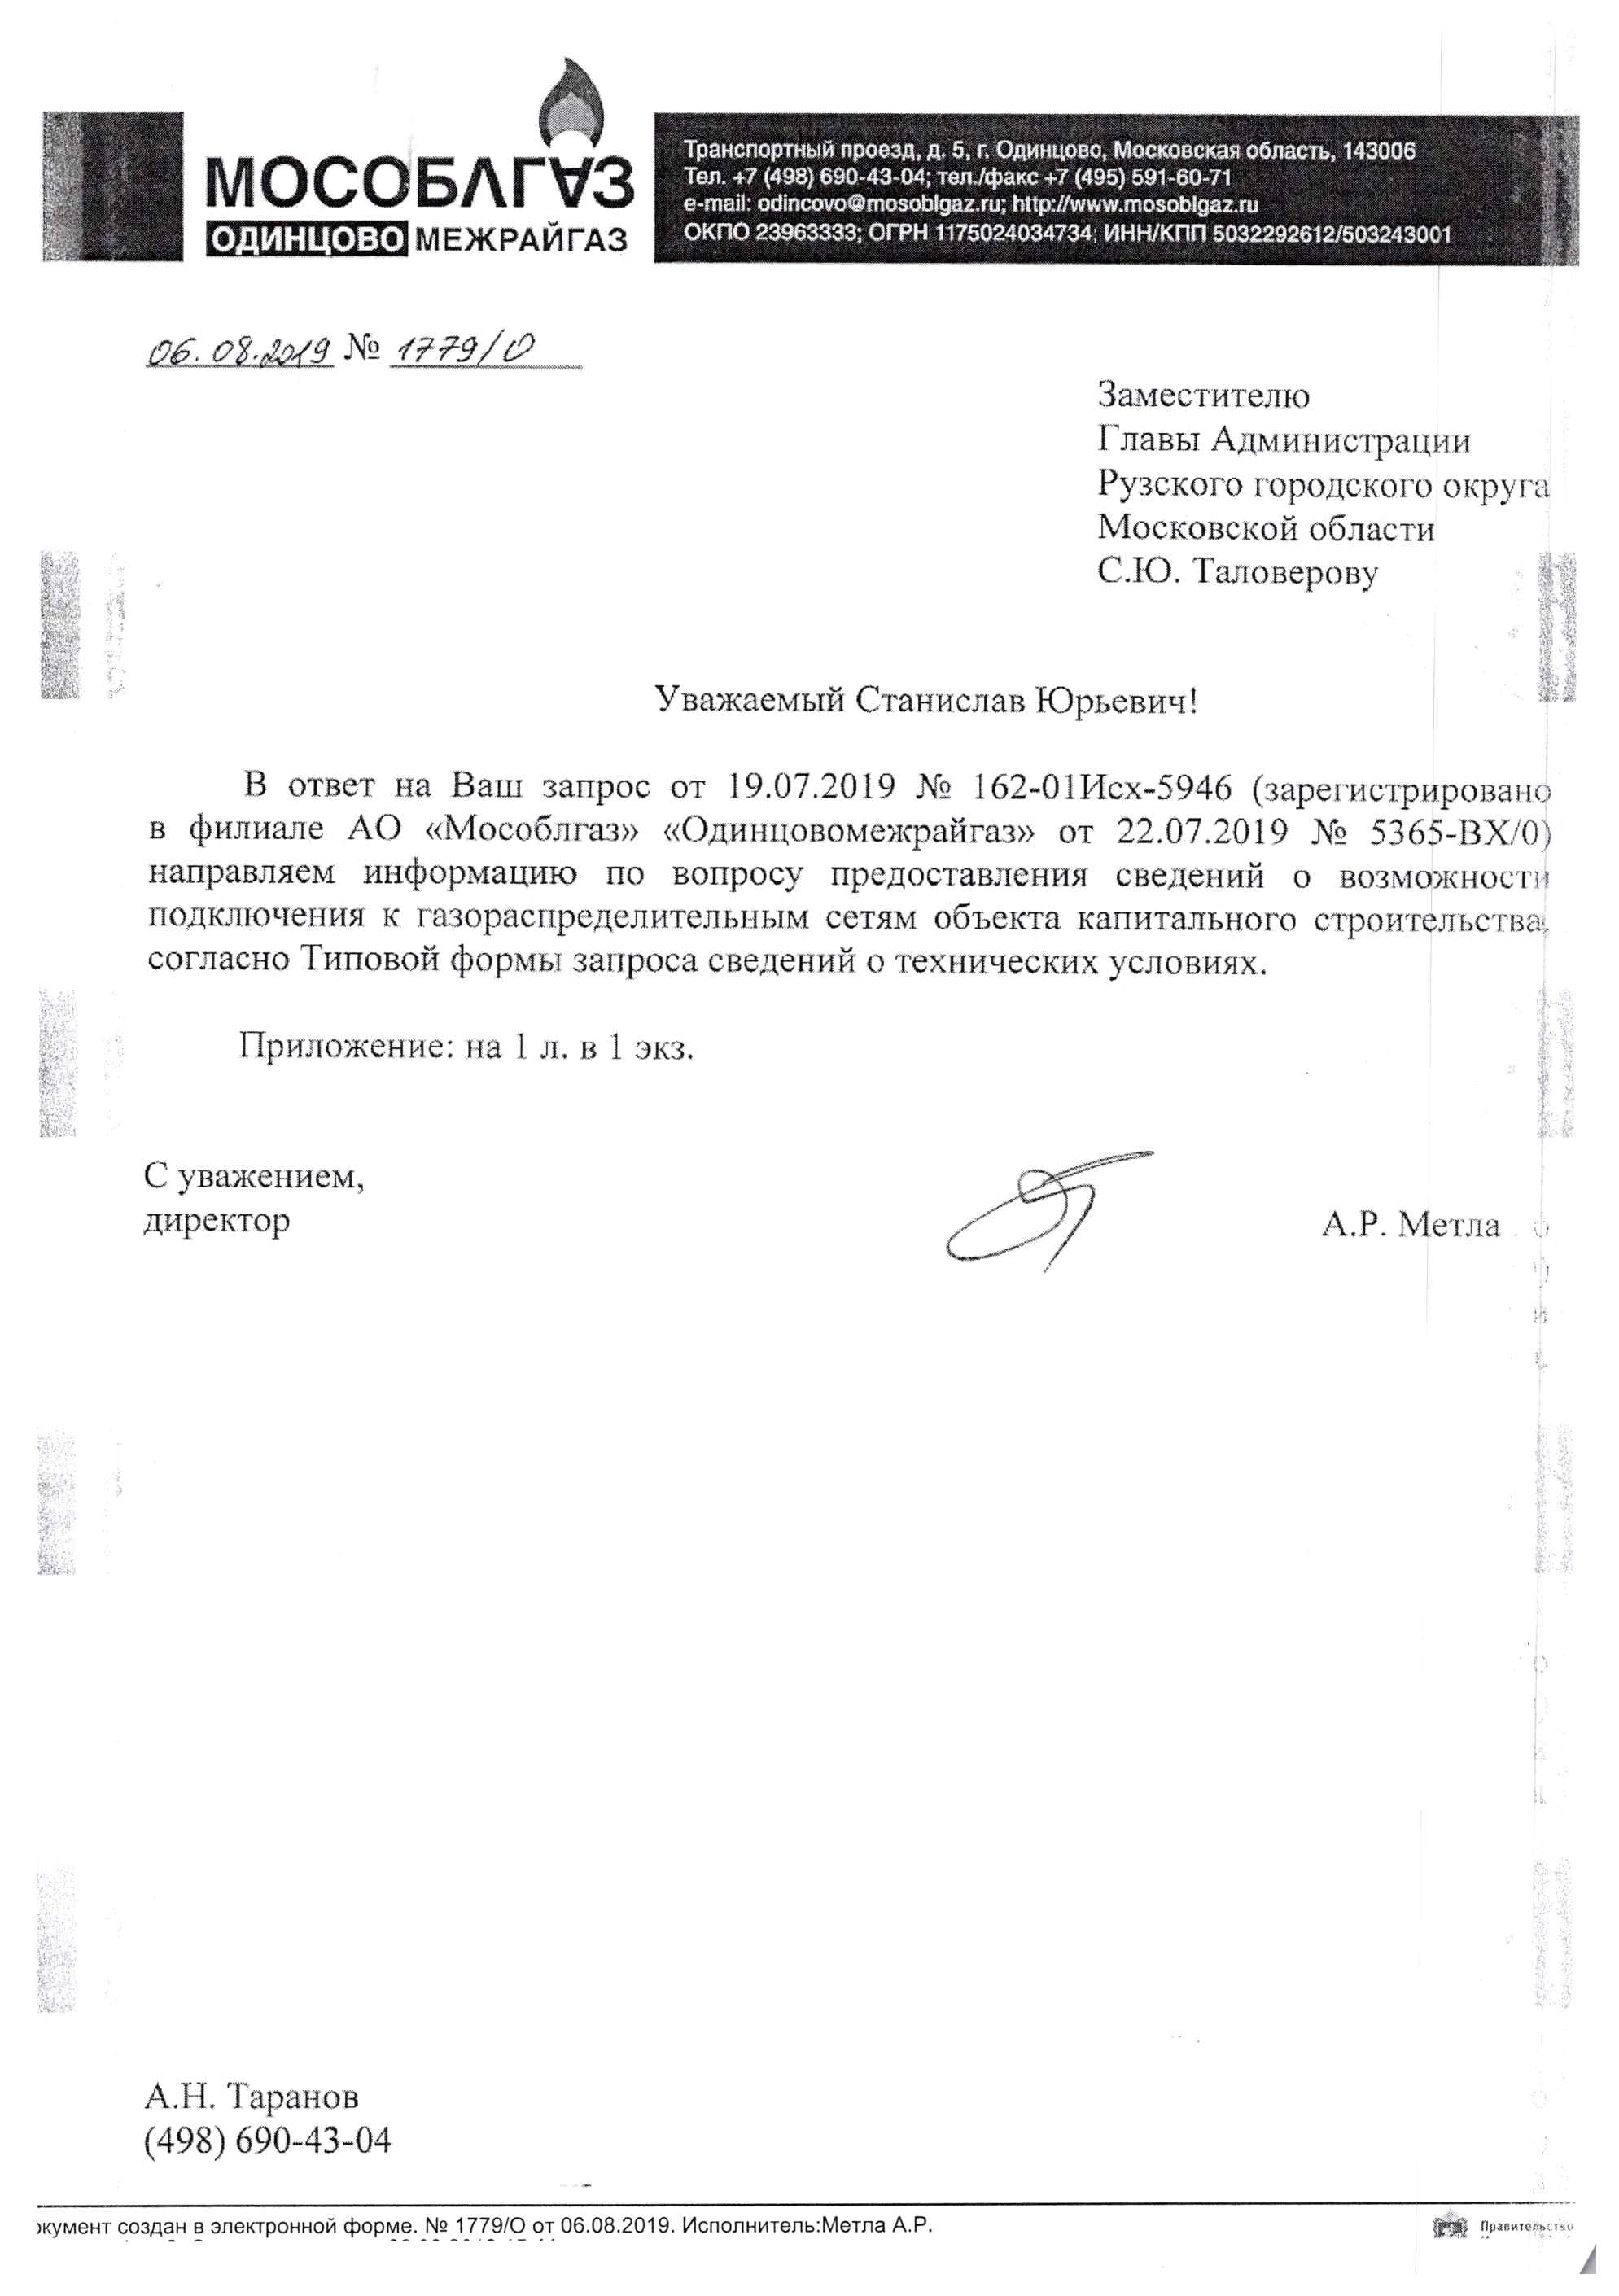 МОСОБЛГАЗ
ОДИНЦОВО МЕЖРАЙГАЗ
Транспортный проезд, д. 5, г. Одинцово, Московская область, 143006
Тел. +7 (498) 690-43-04; тел./факс +7 (495) 591-60-71
e-mail: odincovo@mosoblgaz.ru; http://www.mosoblgaz.ru
ОКПО 23963333; ОГРН 1175024034734; ИНН/КПП 5032292612/503243001
06.08.2019 № 1779/О
Заместителю
Главы Администрации
Рузского городского округа
Московской области
С.Ю. Таловерову
Уважаемый Станислав Юрьевич!
В ответ на Ваш запрос от 19.07.2019 № 162-01Исх-5946 (зарегистрировано
в филиале АО «Мособлгаз» «Одинцовомежрайгаз» от 22.07.2019 № 5365-ВХ/0)
направляем информацию по вопросу предоставления сведений о возможности
подключения к газораспределительным сетям объекта капитального строительства,
согласно Типовой формы запроса сведений о технических условиях.
Приложение: на 1 л. в 1 экз.
С уважением,
директор
А.Р. Метла
А.Н. Таранов
(498) 690-43-04
окумент создан в электронной форме. № 1779/О от 06.08.2019. Исполнитель:Метла А.Р.
Правительство